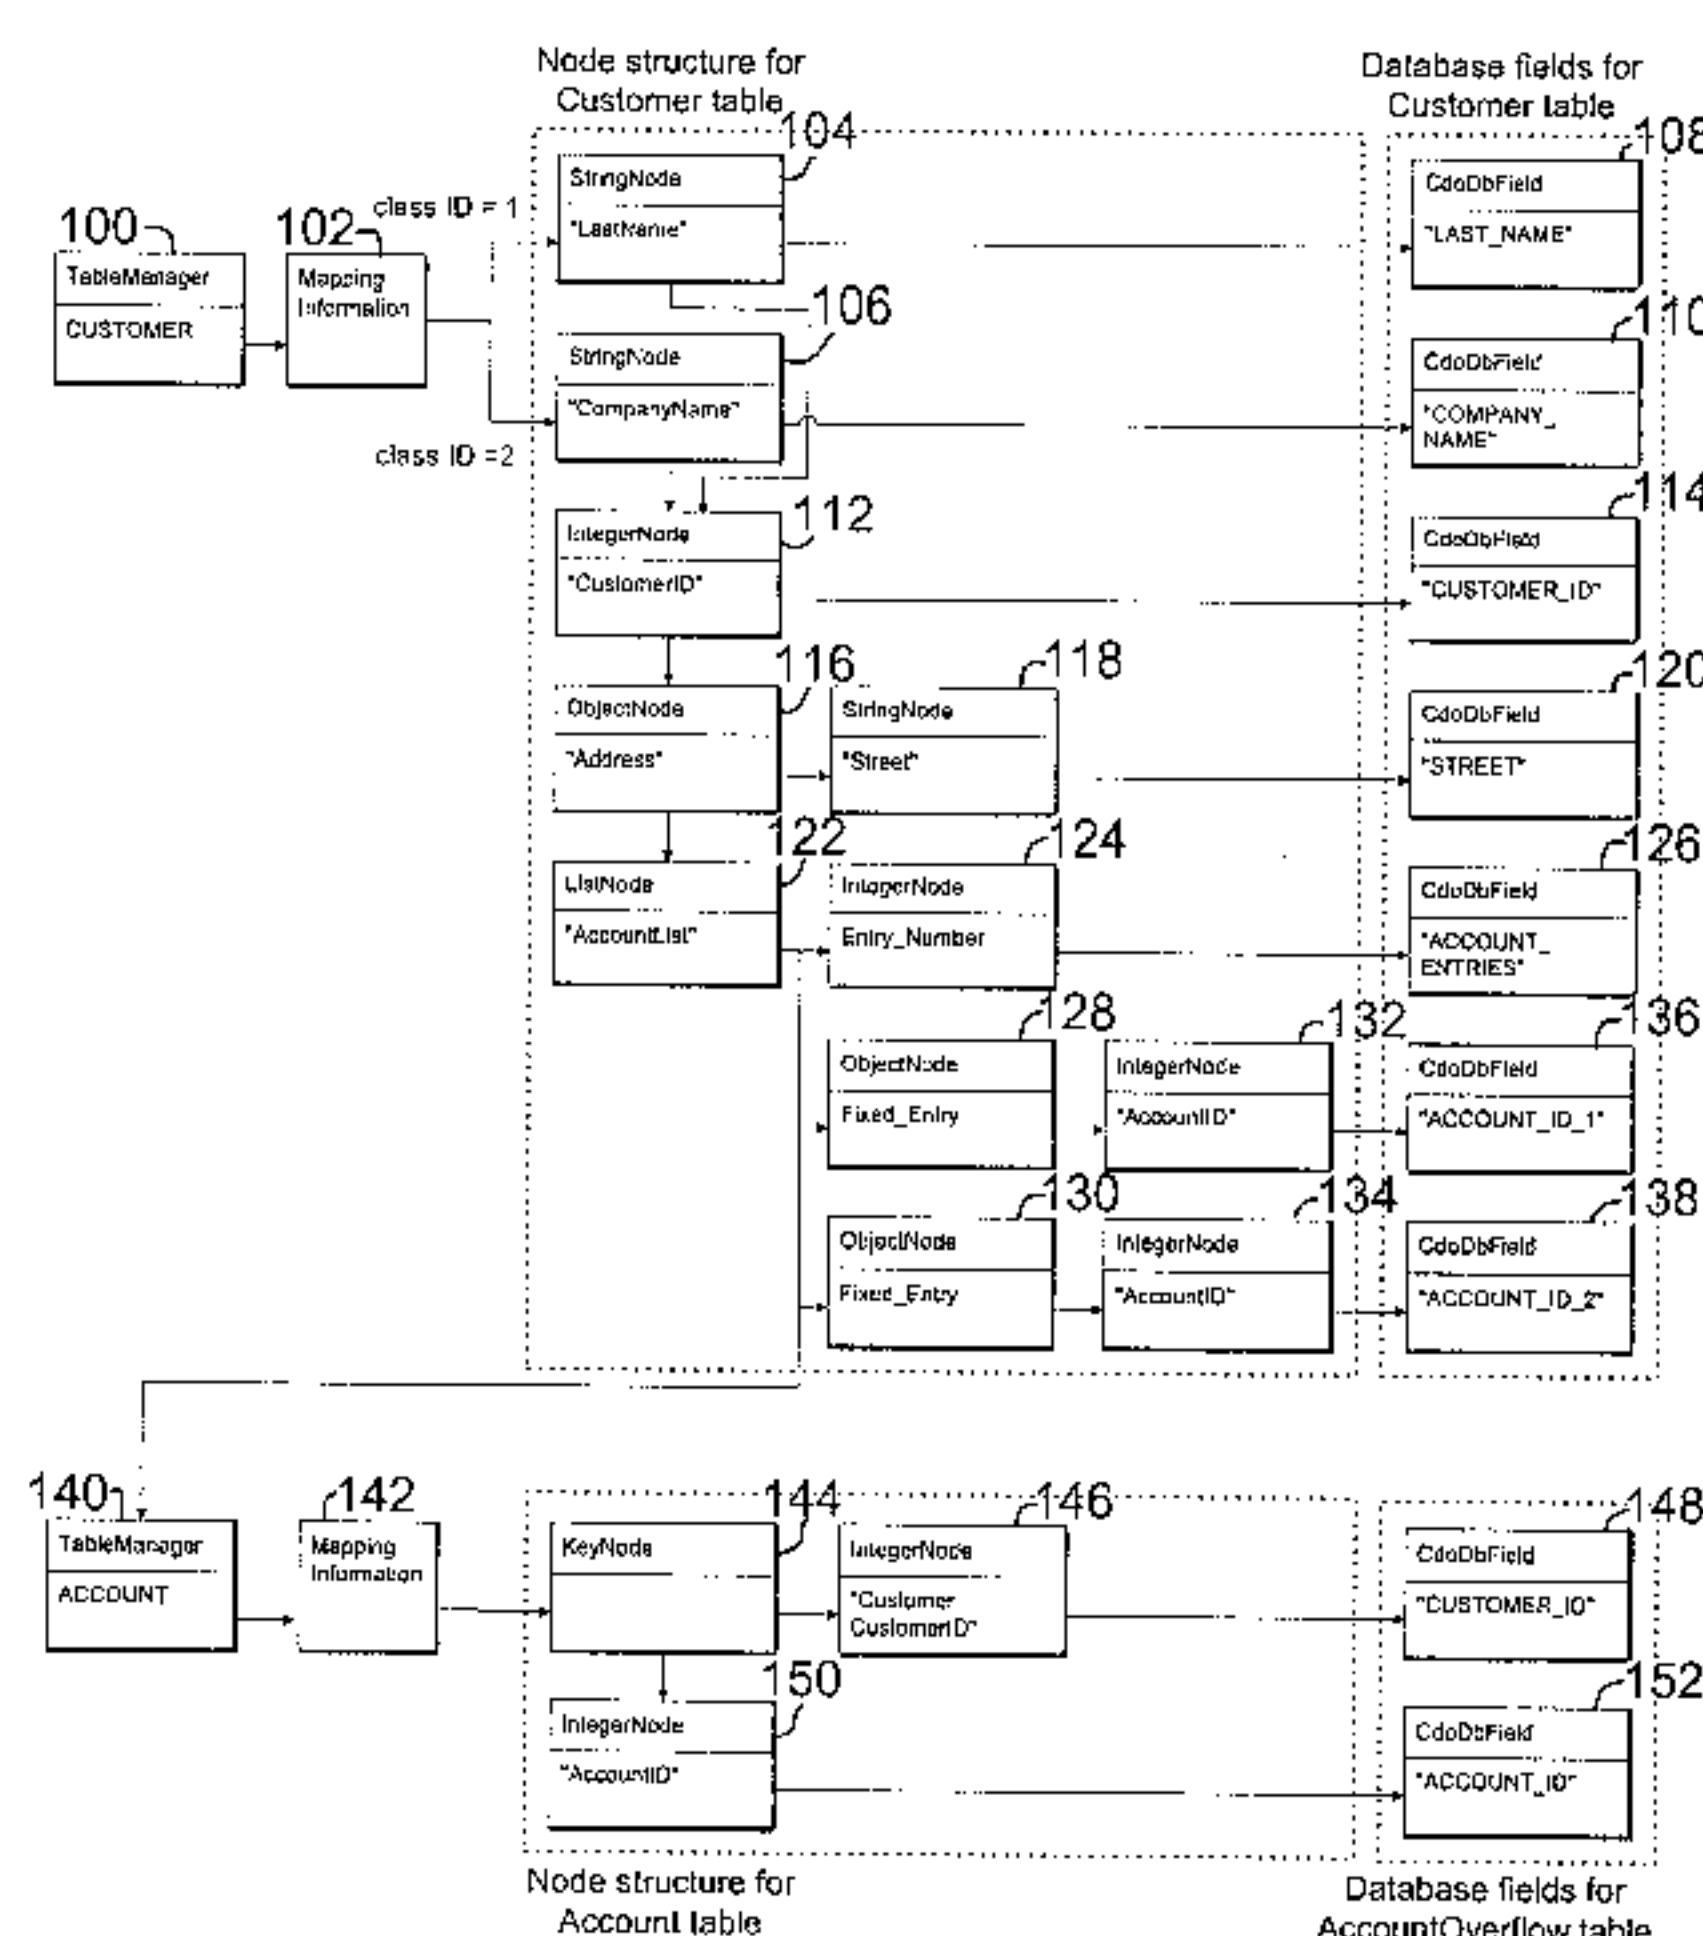 Node structure for
Customer table
Database fields for
Customer table
104
108
StringNode
"LastName"
CdoDbField
"LAST_NAME"
100
102
class ID = 1
TableManager
CUSTOMER
Mapping
Information
106
110
StringNode
"CompanyName"
CdoDbField
"COMPANY_
NAME"
class ID =2
112
114
IntegerNode
"CustomerID"
CdoDbField
"CUSTOMER_ID"
116
118
120
ObjectNode
"Address"
StringNode
"Street"
CdoDbField
"STREET"
122
124
126
ListNode
"AccountList"
IntegerNode
Entry_Number
CdoDbField
"ACCOUNT_
ENTRIES"
128
132
136
ObjectNode
Fixed_Entry
IntegerNode
"AccountID"
CdoDbField
"ACCOUNT_ID_1"
130
134
138
ObjectNode
Fixed_Entry
IntegerNode
"AccountID"
CdoDbField
"ACCOUNT_ID_2"
140
142
144
146
148
TableManager
ACCOUNT
Mapping
Information
KeyNode
IntegerNode
"Customer
CustomerID"
CdoDbField
"CUSTOMER_ID"
150
152
IntegerNode
"AccountID"
CdoDbField
"ACCOUNT_ID"
Node structure for
Account table
Database fields for
AccountOverflow table